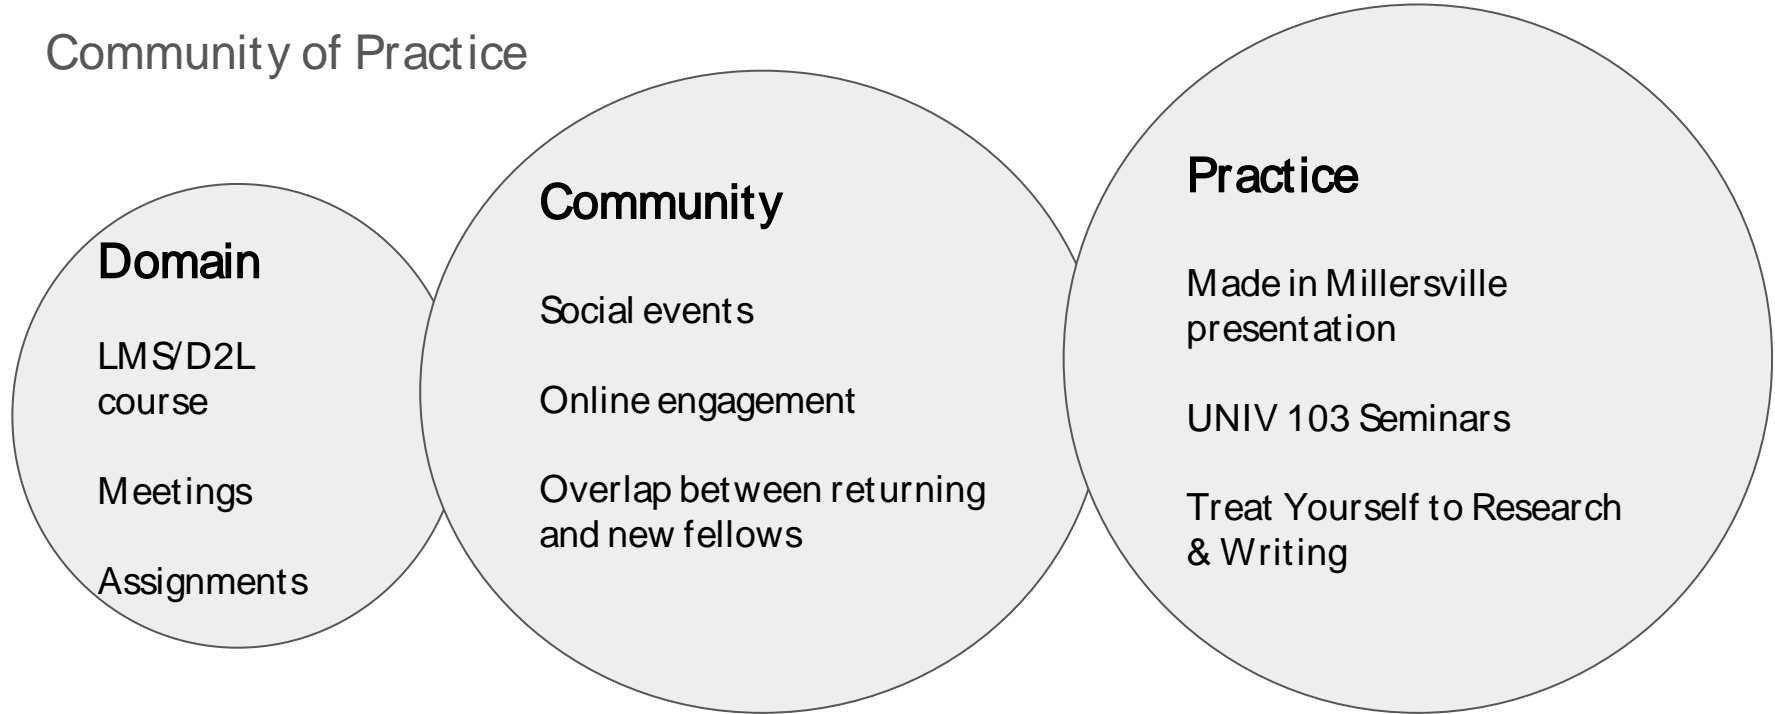 Community of Practice
Domain
LMS/D2L
course
Meetings
Assignments
Community
Social events
Online engagement
Overlap between returning
and new fellows
Practice
Made in Millersville
presentation
UNIV 103 Seminars
Treat Yourself to Research
& Writing